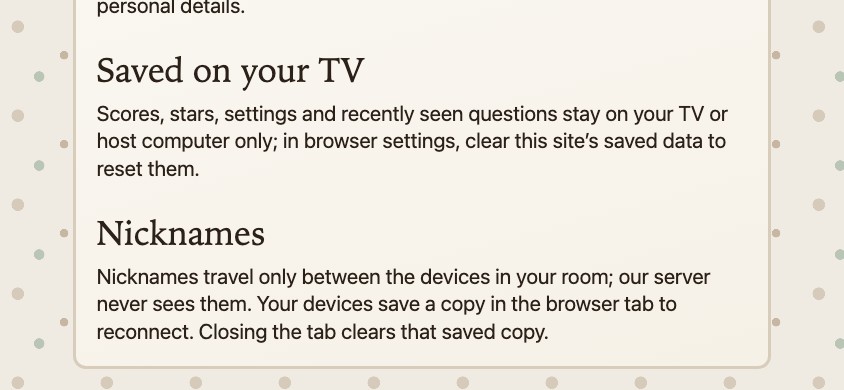 personal details.
Saved on your TV
Scores, stars, settings and recently seen questions stay on your TV or
host computer only; in browser settings, clear this site’s saved data to
reset them.
Nicknames
Nicknames travel only between the devices in your room; our server
never sees them. Your devices save a copy in the browser tab to
reconnect. Closing the tab clears that saved copy.